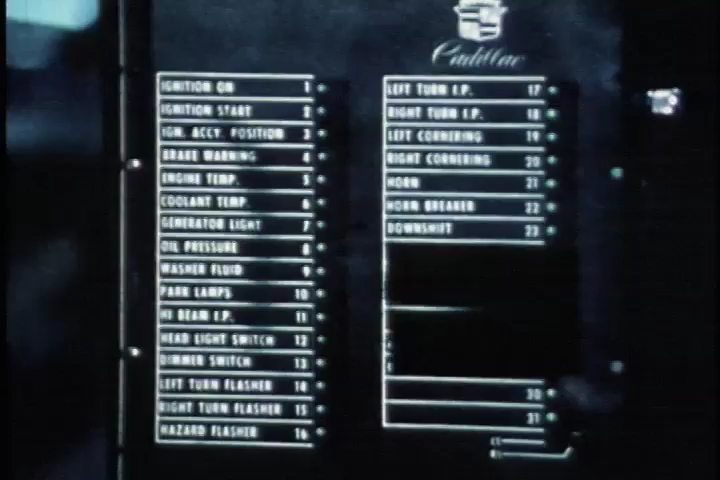 Cadillac
IGNITION ON 1
IGNITION START 2
IGN. ACCY. POSITION 3
BRAKE WARNING 4
ENGINE TEMP. 5
COOLANT TEMP. 6
GENERATOR LIGHT 7
OIL PRESSURE 8
WASHER FLUID 9
PARK LAMPS 10
HI BEAM I.P. 11
HEAD LIGHT SWITCH 12
DIMMER SWITCH 13
LEFT TURN FLASHER 14
RIGHT TURN FLASHER 15
HAZARD FLASHER 16
LEFT TURN I.P. 17
RIGHT TURN I.P. 18
LEFT CORNERING 19
RIGHT CORNERING 20
HORN 21
HORN BREAKER 22
DOWNSHIFT 23
30
31